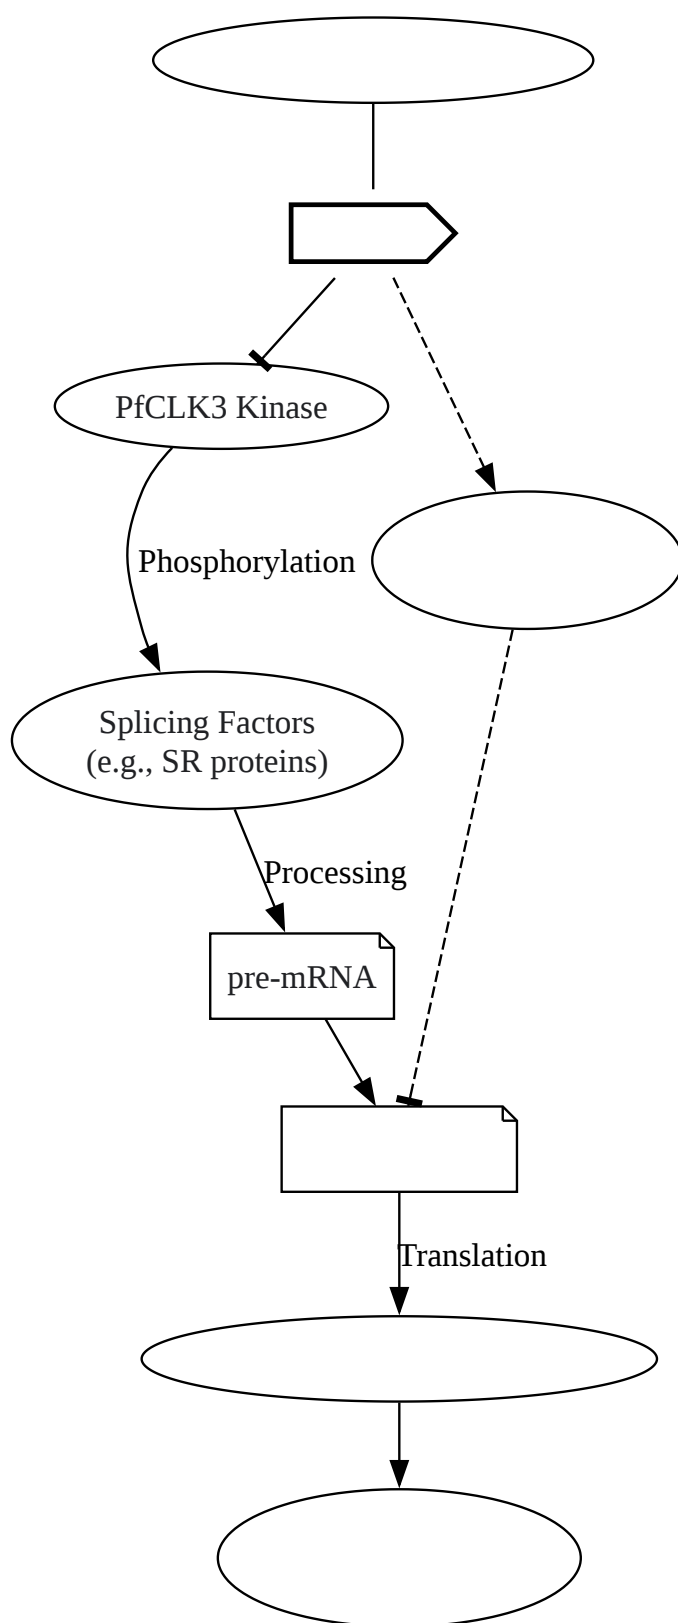 PfCLK3 Kinase
Phosphorylation
Splicing Factors
(e.g., SR proteins)
Processing
pre-mRNA
Translation